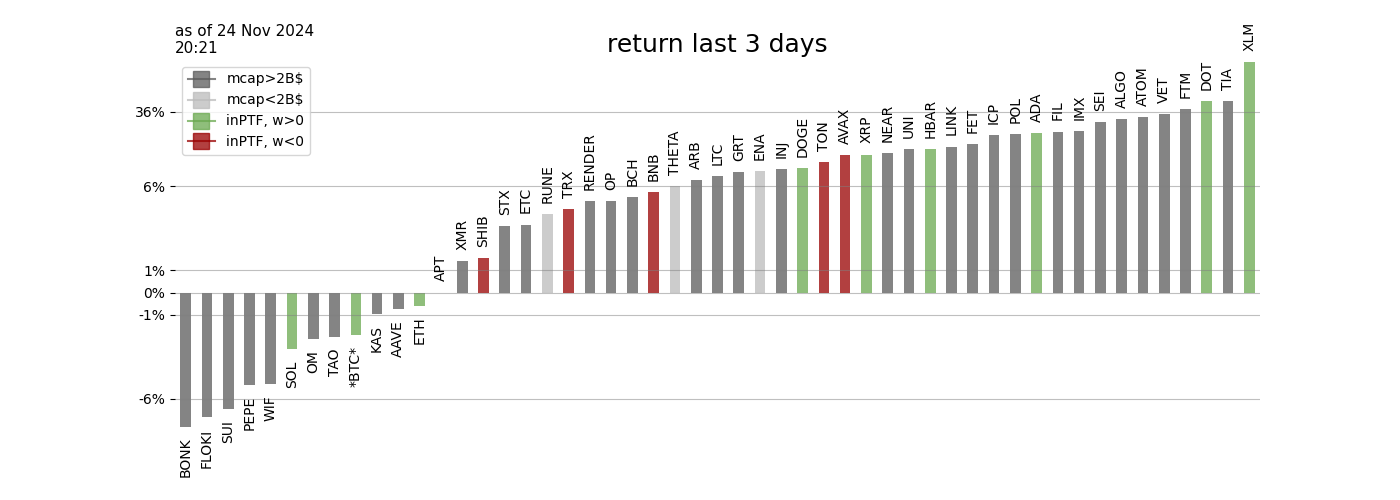 as of 24 Nov 2024
20:21
return last 3 days
mcap>2B$
mcap<2B$
inPTF, w>0
inPTF, w<0
36%
6%
1%
0%
-1%
-6%
BONK
FLOKI
SUI
PEPE
WIF
SOL
OM
TAO
*BTC*
KAS
AAVE
ETH
APT
XMR
SHIB
STX
ETC
RUNE
TRX
RENDER
OP
BCH
BNB
THETA
ARB
LTC
GRT
ENA
INJ
DOGE
TON
AVAX
XRP
NEAR
UNI
HBAR
LINK
FET
ICP
POL
ADA
FIL
IMX
SEI
ALGO
ATOM
VET
FTM
DOT
TIA
XLM